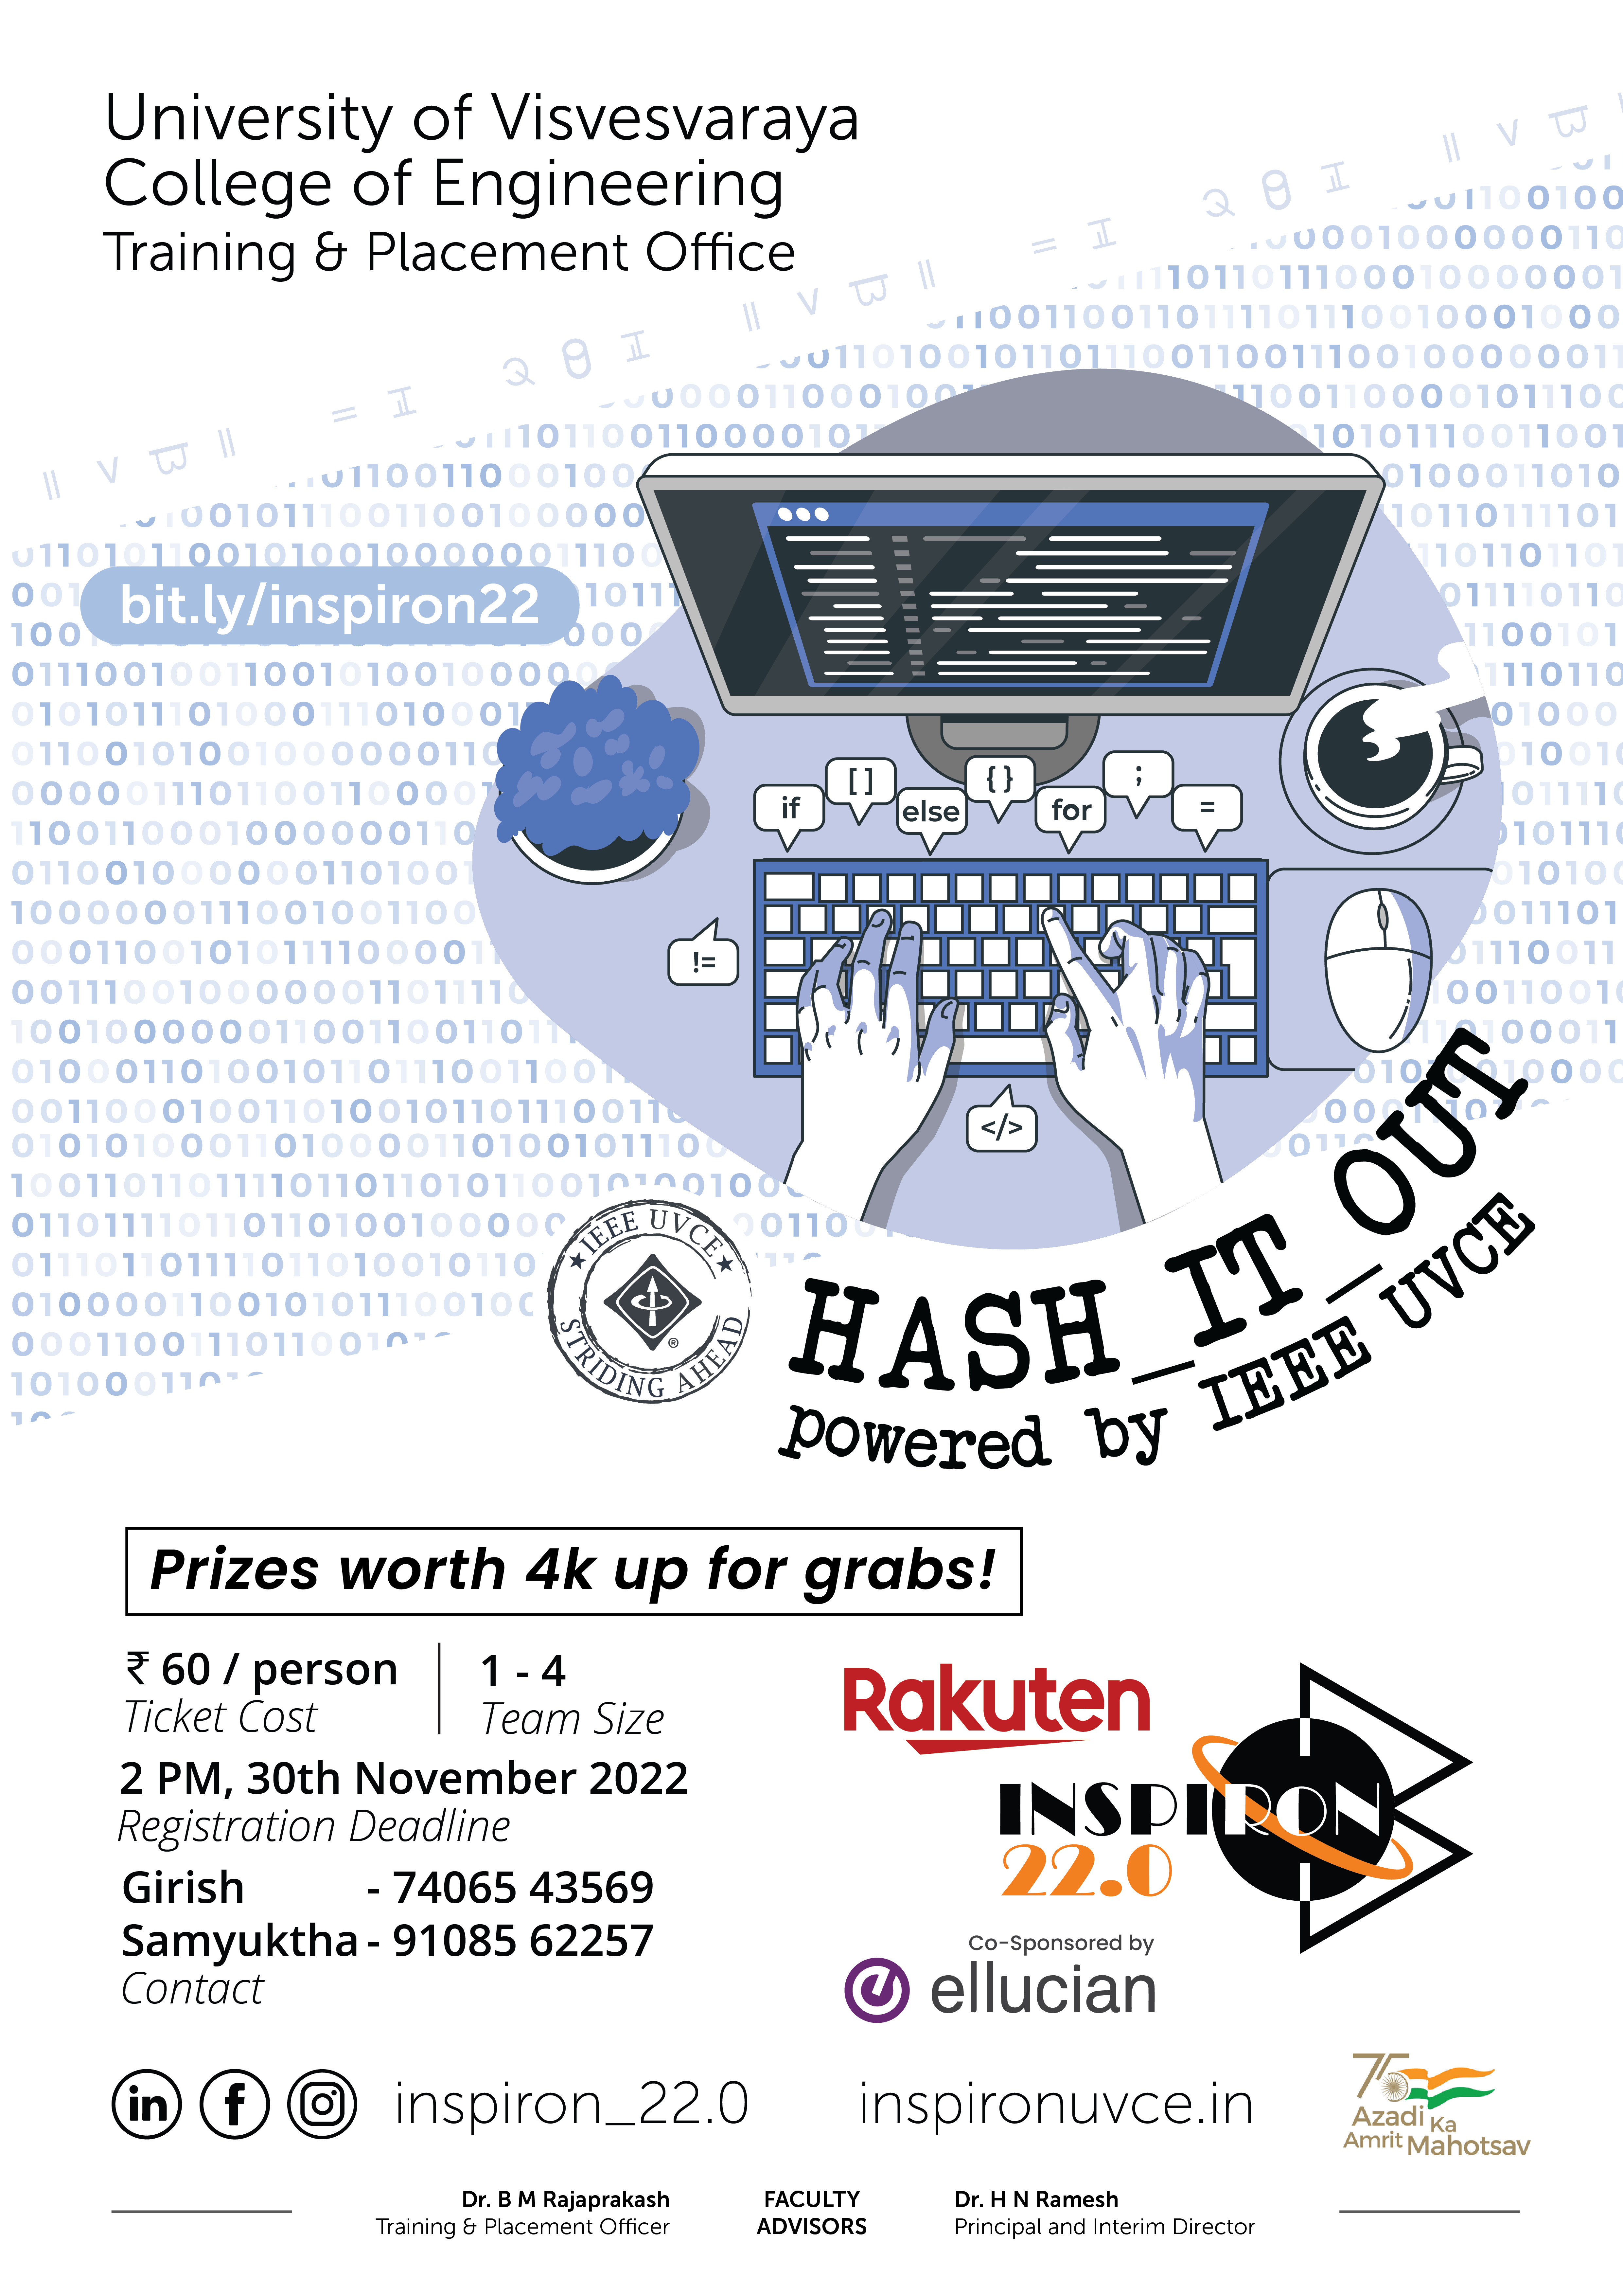 University of Visvesvaraya
College of Engineering
Training & Placement Office
bit.ly/inspiron22
if
[ ]
else
{ }
for
;
=
!=
</>
IEEE UVCE
STRIDING AHEAD
®
HASH_IT_OUT
powered by IEEE UVCE
Prizes worth 4k up for grabs!
₹ 60 / person
Ticket Cost
1 - 4
Team Size
2 PM, 30th November 2022
Registration Deadline
Girish - 74065 43569
Samyuktha - 91085 62257
Contact
Rakuten
INSPIRON
22.0
Co-Sponsored by
ellucian
in f inspiron_22.0
inspironuvce.in
75
Azadi Ka
Amrit Mahotsav
Dr. B M Rajaprakash
Training & Placement Officer
FACULTY
ADVISORS
Dr. H N Ramesh
Principal and Interim Director